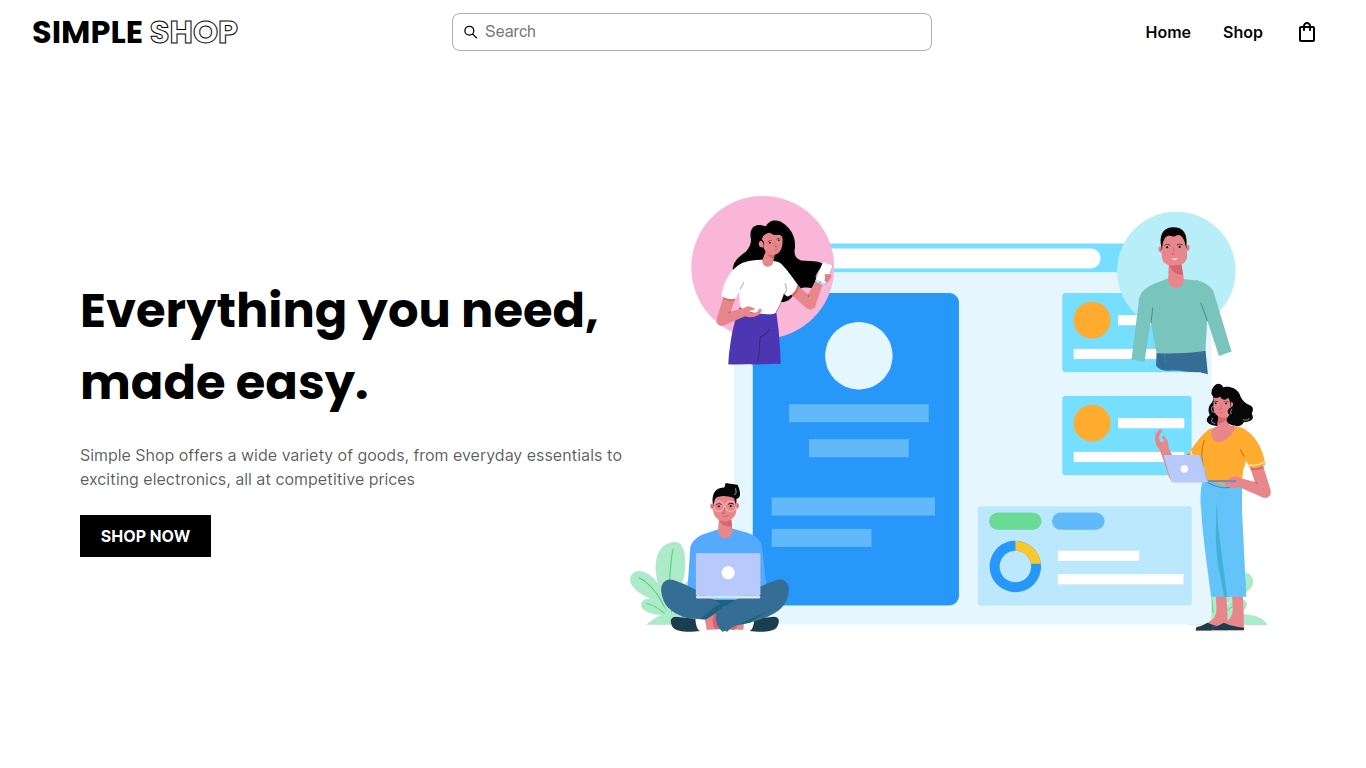 SIMPLE SHOP
Search
Home
Shop
Everything you need,
made easy.
Simple Shop offers a wide variety of goods, from everyday essentials to
exciting electronics, all at competitive prices
SHOP NOW